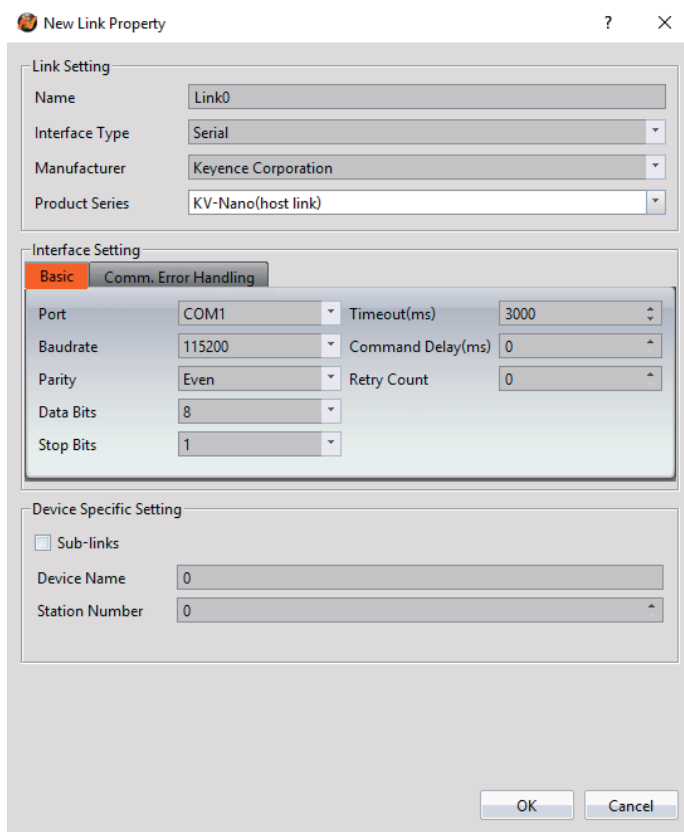 New Link Property ? ×
Link Setting
Name Link0
Interface Type Serial
Manufacturer Keyence Corporation
Product Series KV-Nano(host link)
Interface Setting
Basic Comm. Error Handling
Port COM1 Timeout(ms) 3000
Baudrate 115200 Command Delay(ms) 0
Parity Even Retry Count 0
Data Bits 8
Stop Bits 1
Device Specific Setting
Sub-links
Device Name 0
Station Number 0
OK Cancel